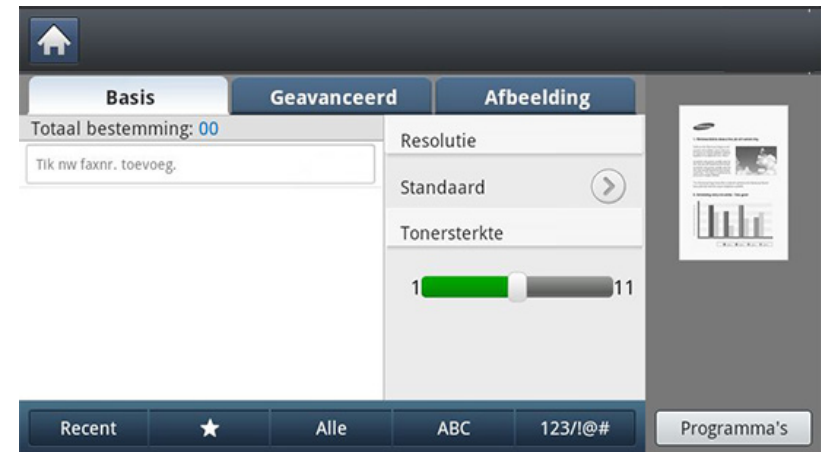 Basis
Geavanceerd
Afbeelding
Totaal bestemming: 00
Tik nw faxnr. toevoeg.
Resolutie
Standaard
Tonersterkte
1
11
Recent
★
Alle
ABC
123/!@#
Programma's